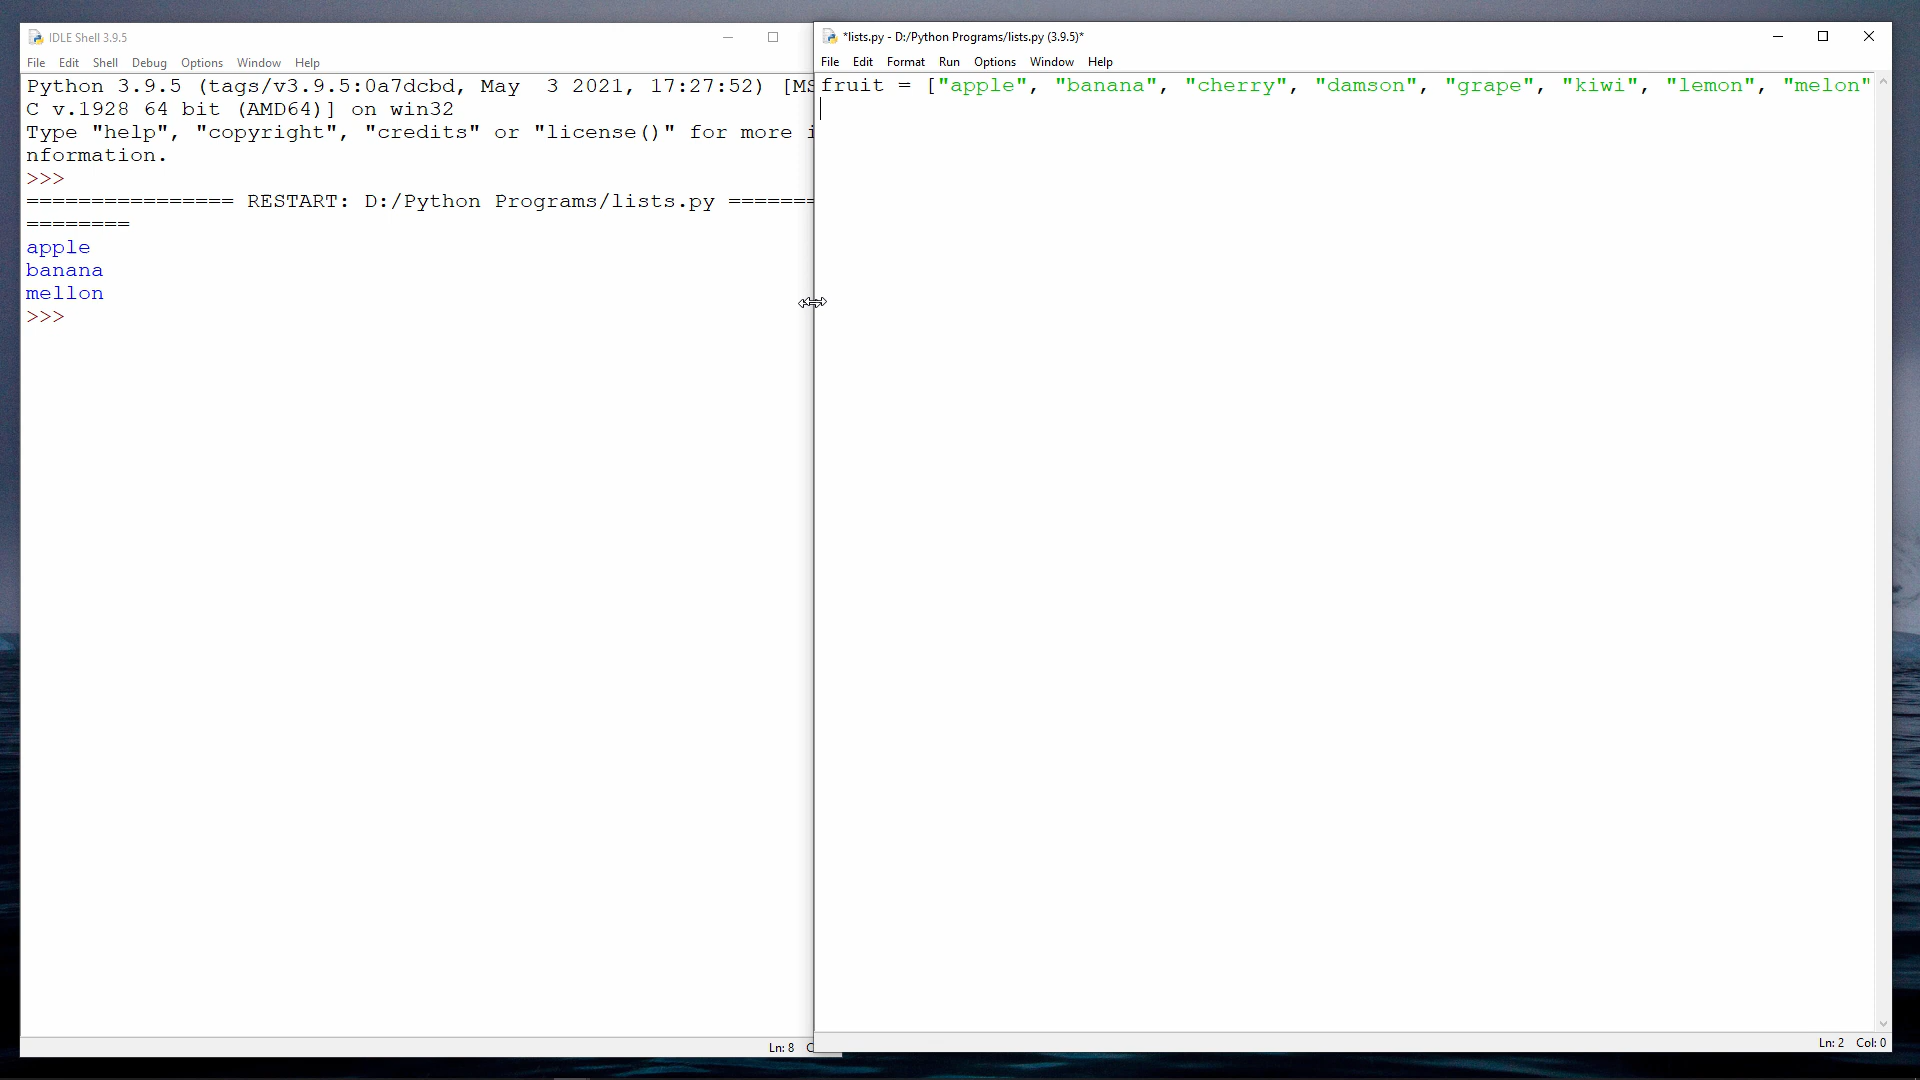 IDLE Shell 3.9.5
File Edit Shell Debug Options Window Help
Python 3.9.5 (tags/v3.9.5:0a7dcbd, May  3 2021, 17:27:52) [MS
C v.1928 64 bit (AMD64)] on win32
Type "help", "copyright", "credits" or "license()" for more i
nformation.
>>>
================ RESTART: D:/Python Programs/lists.py =======
========
apple
banana
mellon
>>>
Ln: 8
*lists.py - D:/Python Programs/lists.py (3.9.5)*
File Edit Format Run Options Window Help
fruit = ["apple", "banana", "cherry", "damson", "grape", "kiwi", "lemon", "melon"
Ln: 2 Col: 0